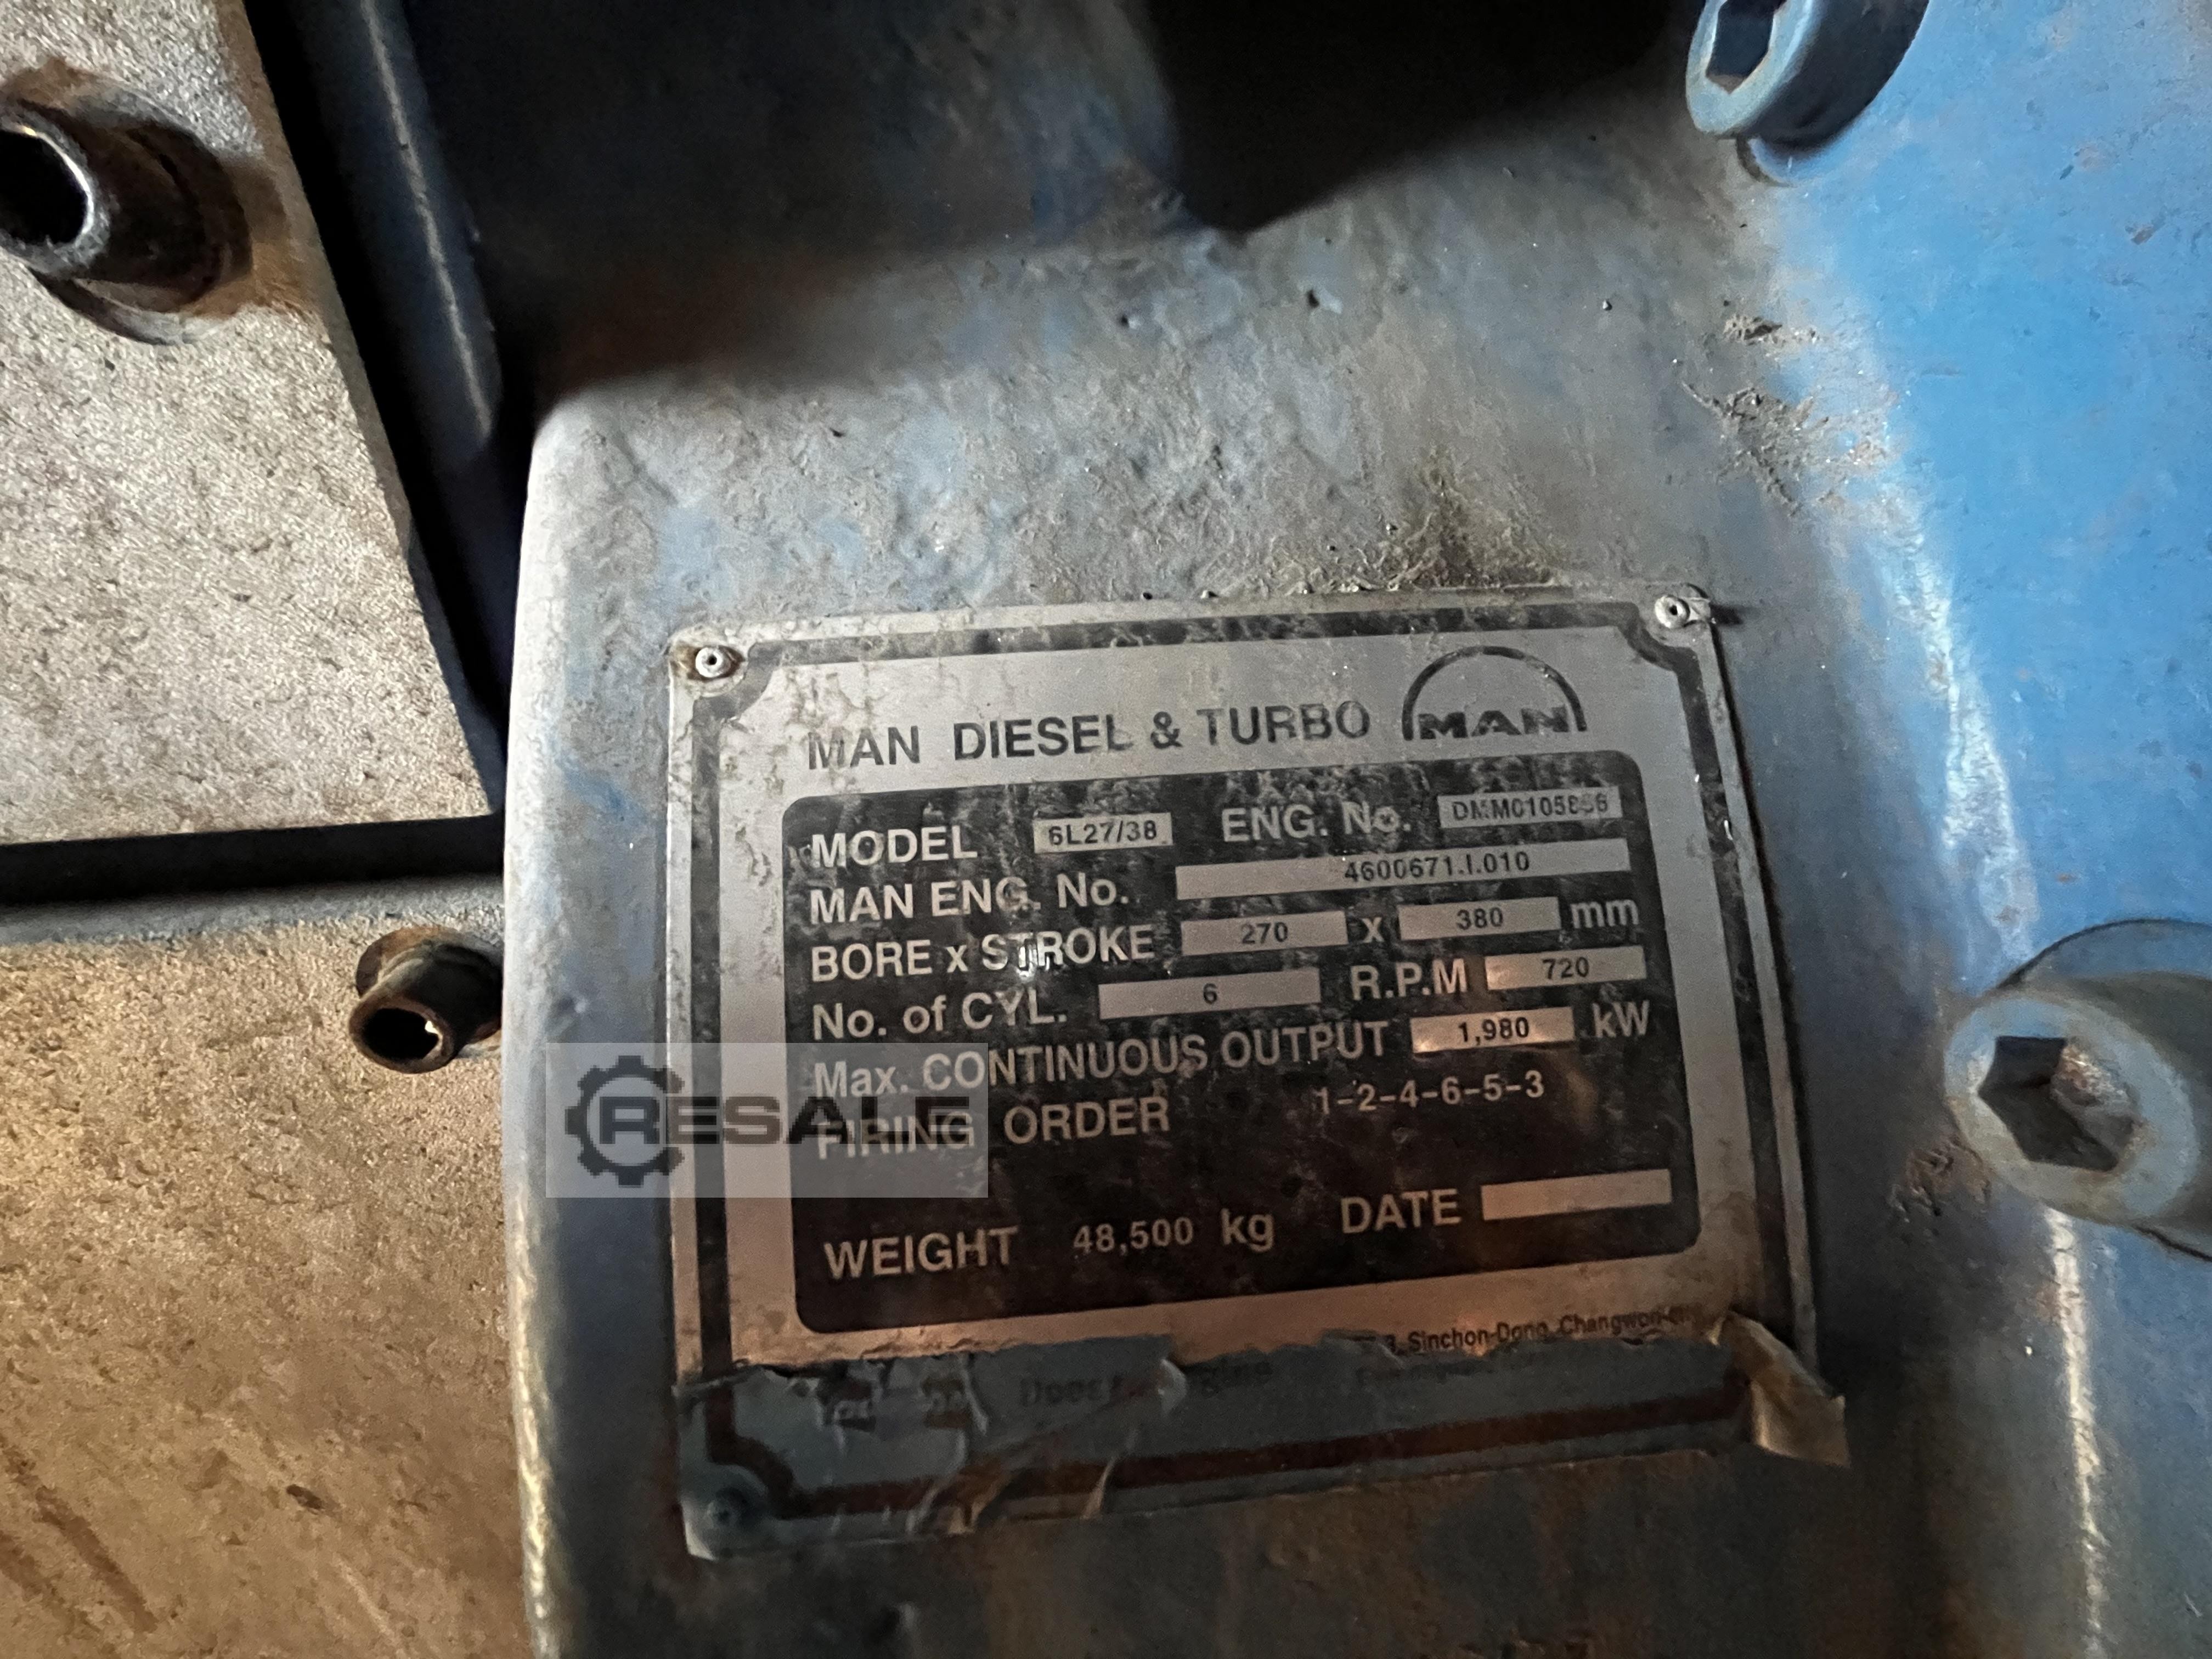 MAN DIESEL & TURBO MAN
MODEL 6L27/38 ENG. No.
MAN ENG. No. 4600671.I.010
BORE x STROKE 270 x 380 mm
No. of CYL. 6 R.P.M 720
Max. CONTINUOUS OUTPUT 1,980 kW
FIRING ORDER 1-2-4-6-5-3
WEIGHT 48,500 kg DATE
Sinchon-Dong,
RESALE